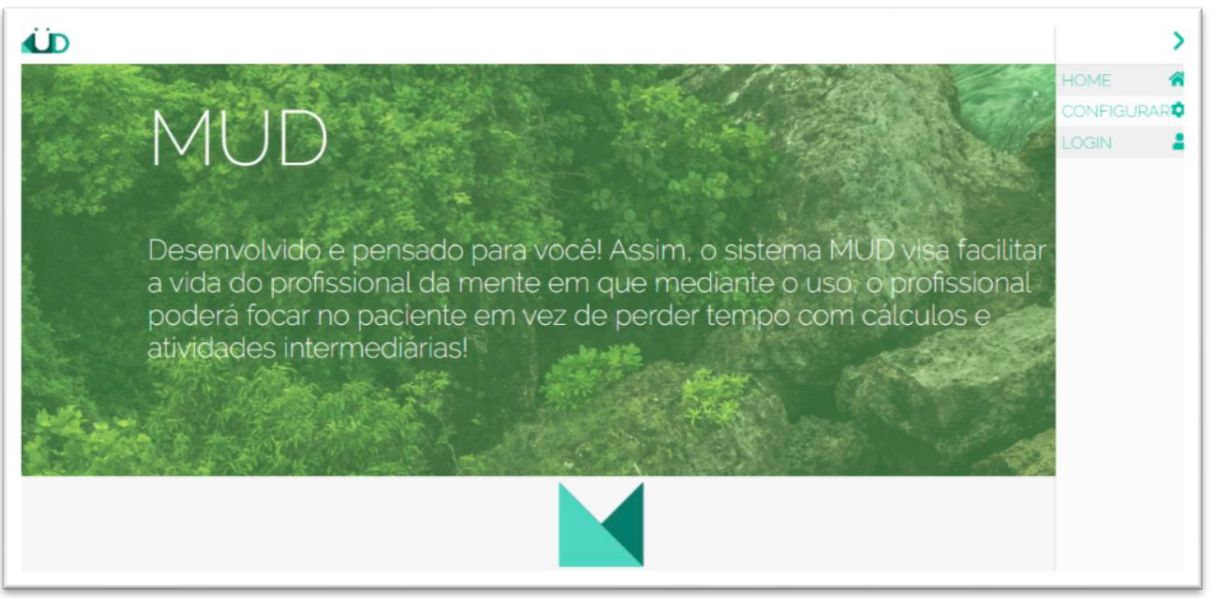 ÜD
HOME
CONFIGURAR
LOGIN
MUD
Desenvolvido e pensado para você! Assim, o sistema MUD visa facilitar
a vida do profissional da mente em que mediante o uso, o profissional
poderá focar no paciente em vez de perder tempo com cálculos e
atividades intermediárias!